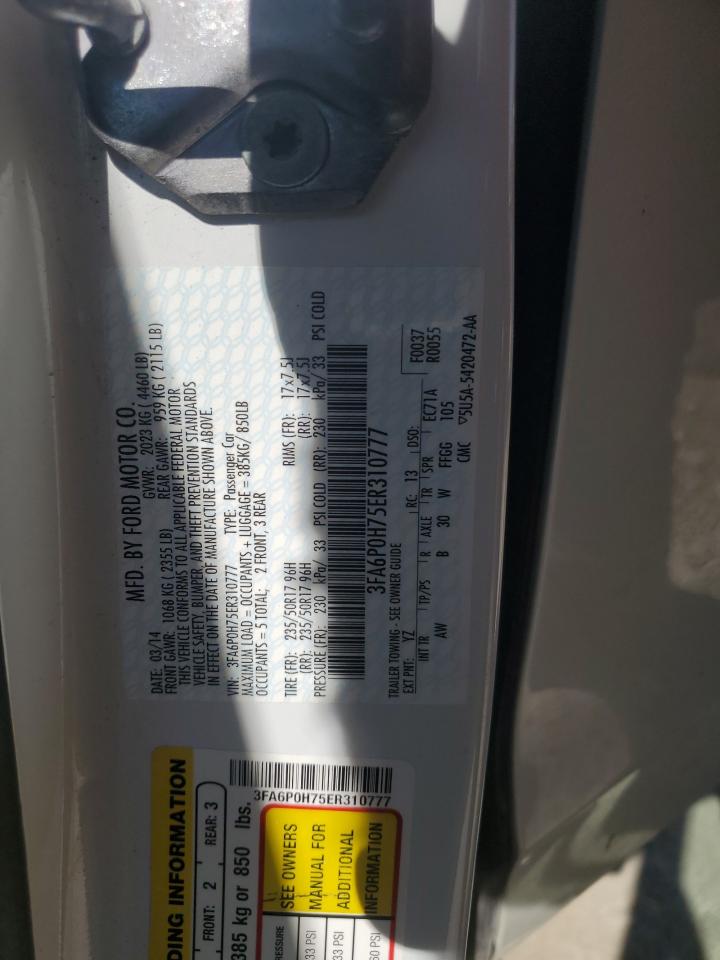 MFD. BY FORD MOTOR CO.
DATE: 03/14 GVWR: 2023 KG ( 4460 LB)
FRONT GAWR: 1068 KG ( 2355 LB) REAR GAWR: 959 KG ( 2115 LB)
THIS VEHICLE CONFORMS TO ALL APPLICABLE FEDERAL MOTOR
VEHICLE SAFETY, BUMPER, AND THEFT PREVENTION STANDARDS
IN EFFECT ON THE DATE OF MANUFACTURE SHOWN ABOVE.
VIN: 3FA6P0H75ER310777 TYPE: Passenger Car
MAXIMUM LOAD = OCCUPANTS + LUGGAGE = 385KG/ 850LB
OCCUPANTS = 5 TOTAL; 2 FRONT, 3 REAR
TIRE (FR): 235/50R17 96H RIMS (FR): 17x7.5J
(RR): 235/50R17 96H (RR): 17x7.5J
PRESSURE (FR): 230 kPa/ 33 PSI COLD (RR): 230 kPa/ 33 PSI COLD
3FA6P0H75ER310777
TRAILER TOWING - SEE OWNER GUIDE F0037
EXT PNT: YZ RC: 13 DSO: R0055
INT TR TP/PS R AXLE TR SPR EC71A
AW B 30 W FFGG 105
CMC ▽5U5A-5420472-AA
DING INFORMATION
FRONT: 2 REAR: 3
385 kg or 850 lbs.
3FA6P0H75ER310777
PRESSURE
33 PSI
33 PSI
60 PSI
SEE OWNERS
MANUAL FOR
ADDITIONAL
INFORMATION